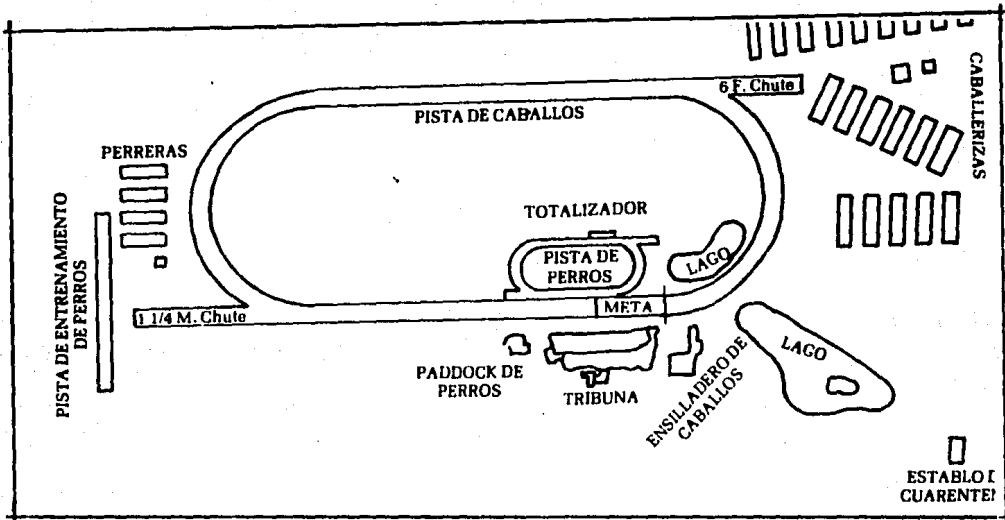 6 F. Chute
CABALLERIZAS
PISTA DE CABALLOS
PERRERAS
TOTALIZADOR
PISTA DE
PERROS
LAGO
PISTA DE ENTRENAMIENTO
DE PERROS
1 1/4 M. Chute
META
LAGO
PADDOCK DE
PERROS
TRIBUNA
ENSILLADERO DE
CABALLOS
ESTABLO